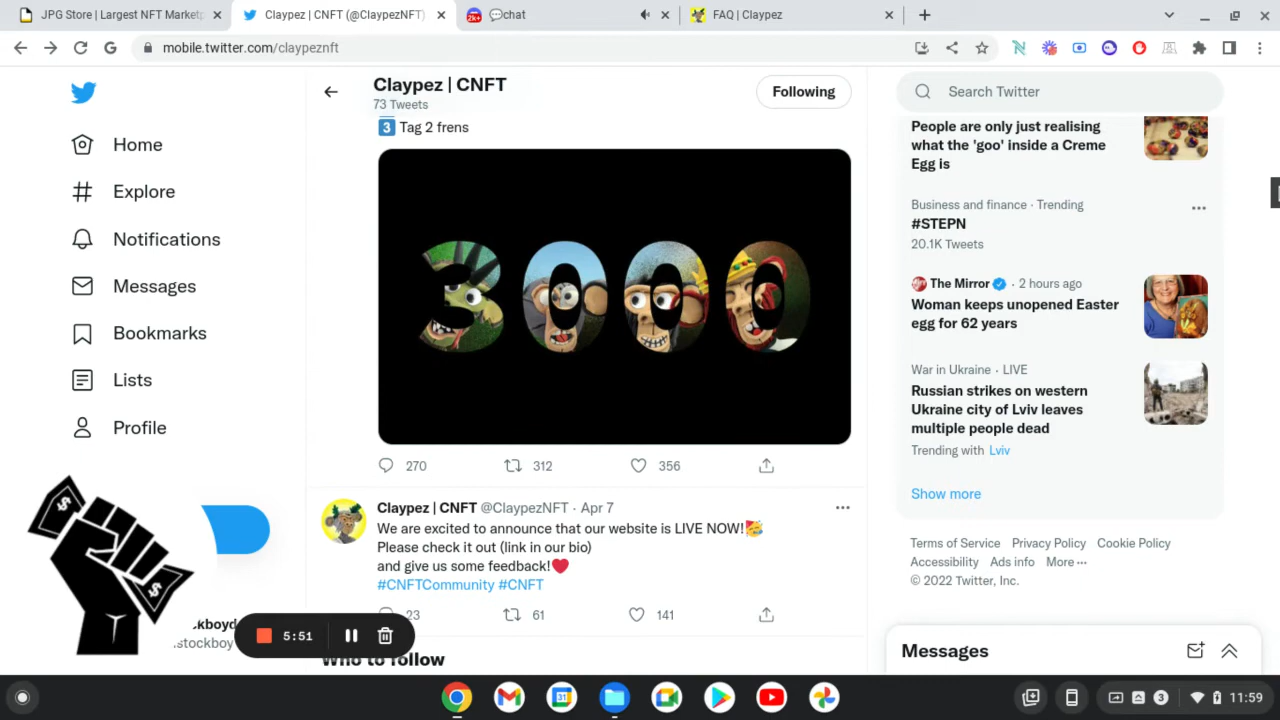 JPG Store | Largest NFT Marketp
Claypez | CNFT (@ClaypezNFT)
2k+
chat
FAQ | Claypez
mobile.twitter.com/claypeznft
Claypez | CNFT
73 Tweets
Following
Search Twitter
Home
Explore
Notifications
Messages
Bookmarks
Lists
Profile
3 Tag 2 frens
3000
270
312
356
Claypez | CNFT @ClaypezNFT · Apr 7
We are excited to announce that our website is LIVE NOW!
Please check it out (link in our bio)
and give us some feedback!
#CNFTCommunity #CNFT
23
61
141
Who to follow
People are only just realising
what the 'goo' inside a Creme
Egg is
Business and finance · Trending
#STEPN
20.1K Tweets
The Mirror · 2 hours ago
Woman keeps unopened Easter
egg for 62 years
War in Ukraine · LIVE
Russian strikes on western
Ukraine city of Lviv leaves
multiple people dead
Trending with Lviv
Show more
Terms of Service Privacy Policy Cookie Policy
Accessibility Ads info More
© 2022 Twitter, Inc.
Messages
$
$
kboyd
stockboy
5:51
31
3
11:59